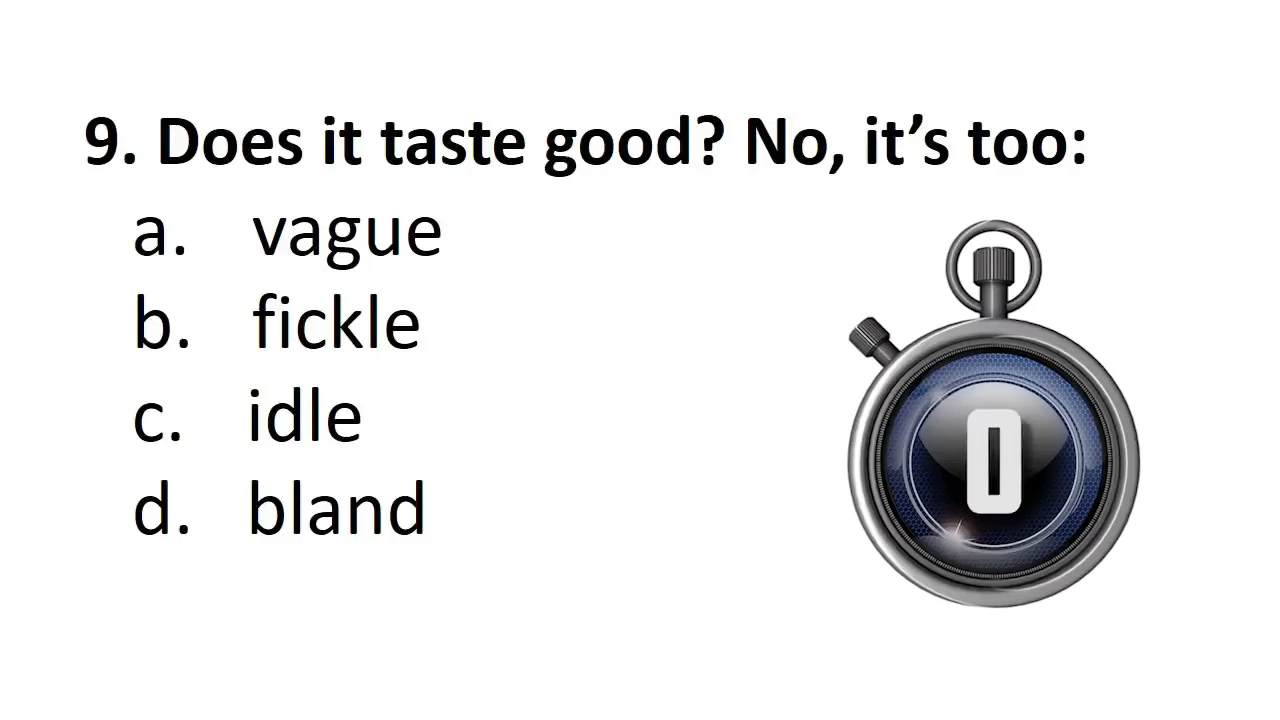 9. Does it taste good? No, it’s too:
a. vague
b. fickle
c. idle
d. bland
0